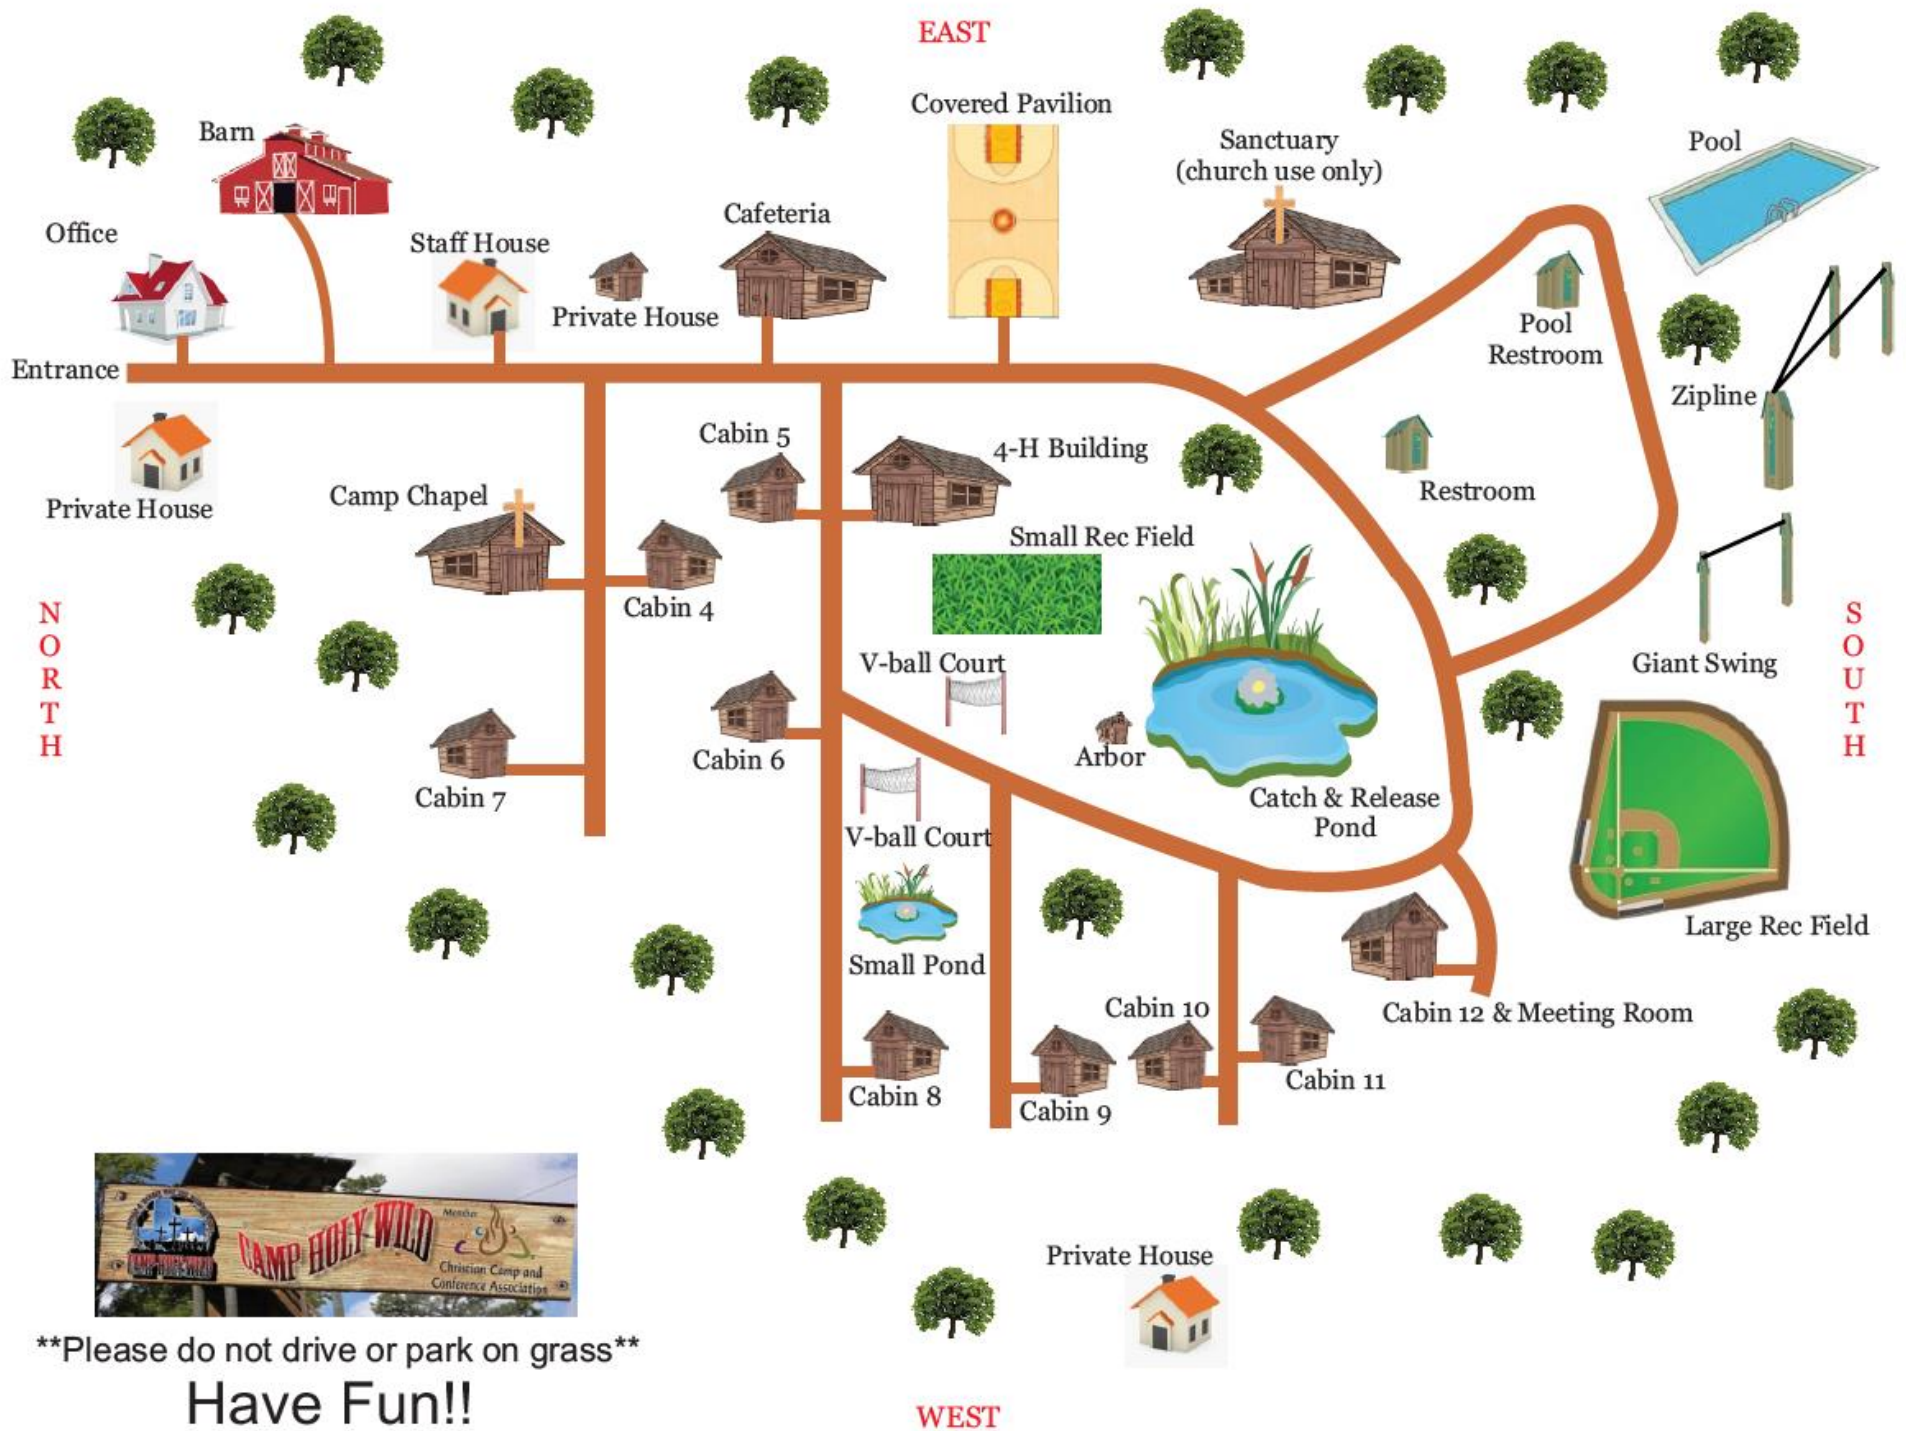 EAST
Covered Pavilion
Barn
Sanctuary
(church use only)
Pool
Office
Staff House
Cafeteria
Private House
Pool
Restroom
Entrance
Zipline
Cabin 5
4-H Building
Camp Chapel
Restroom
Private House
Small Rec Field
Cabin 4
NORTH
SOUTH
V-ball Court
Giant Swing
Cabin 6
Arbor
Cabin 7
Catch & Release
Pond
V-ball Court
Large Rec Field
Small Pond
Cabin 10
Cabin 12 & Meeting Room
Cabin 11
Cabin 8
Cabin 9
CAMP HOLY WILD
Member
Christian Camp and
Conference Association
Private House
**Please do not drive or park on grass**
Have Fun!!
WEST